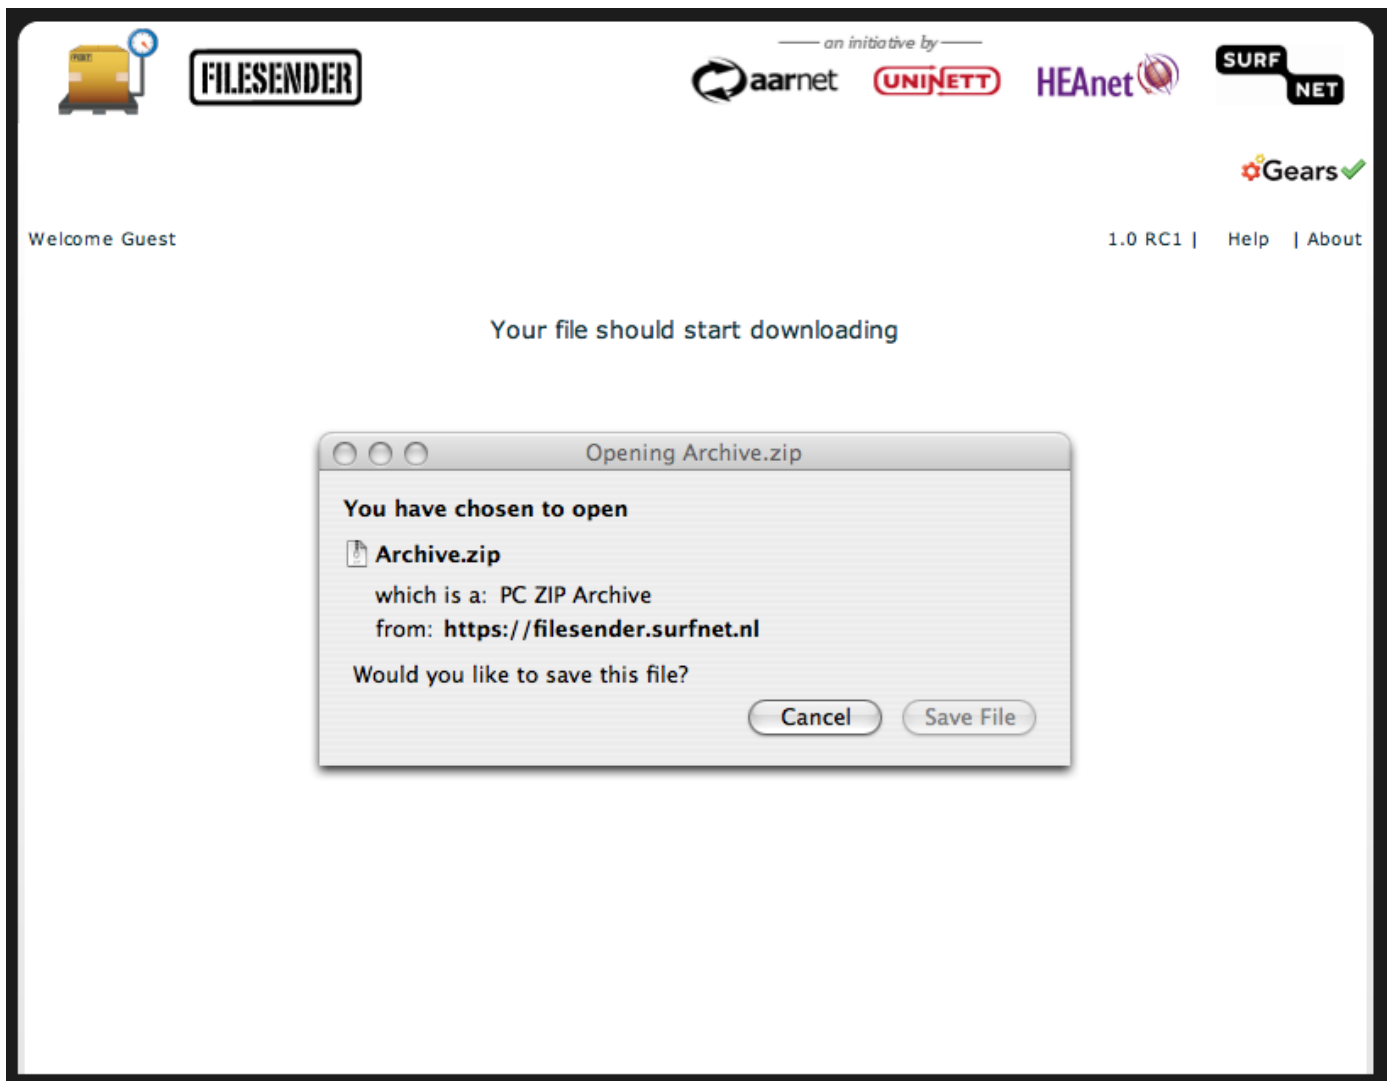 FILESENDER
an initiative by
aarnet
UNINETT
HEAnet
SURF
NET
Gears
Welcome Guest
1.0 RC1 | Help | About
Your file should start downloading
Opening Archive.zip
You have chosen to open
Archive.zip
which is a: PC ZIP Archive
from: https://filesender.surfnet.nl
Would you like to save this file?
Cancel Save File